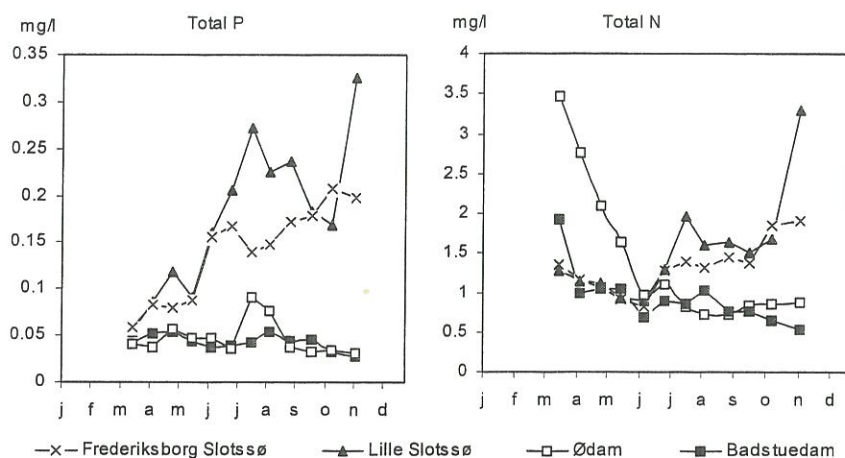 Total P
Total N
mg/l
mg/l
0.35
0.3
0.25
0.2
0.15
0.1
0.05
0
j f m a m j j a s o n d
4
3.5
3
2.5
2
1.5
1
0.5
0
j f m a m j j a s o n d
Frederiksborg Slotssø Lille Slotssø Ødam Badstuedam